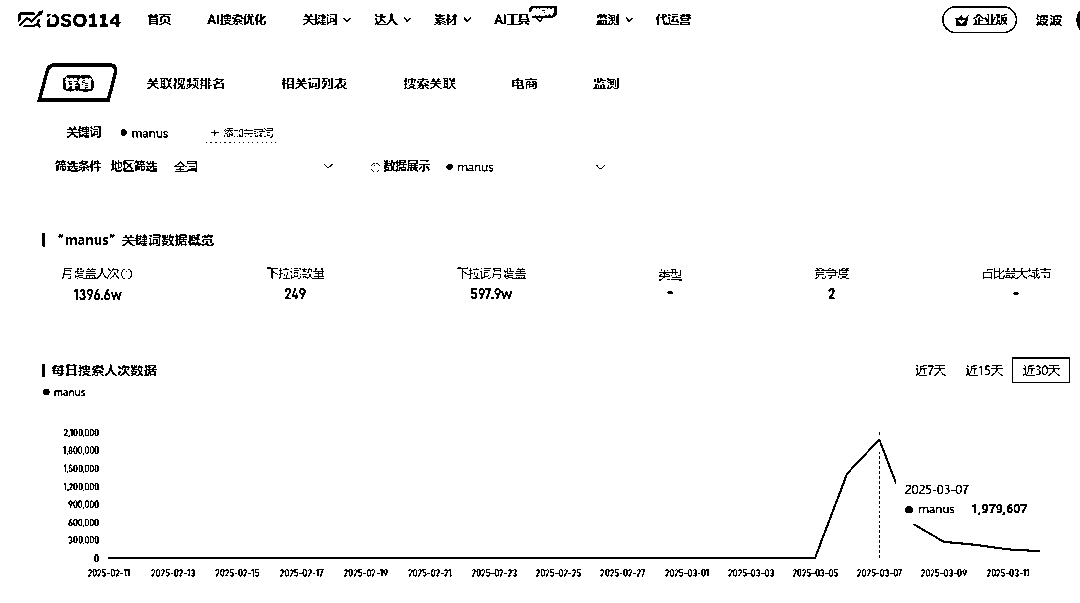 DSO114 首页 AI搜索优化 关键词 达人 素材 AI工具 NEW 监测 代运营 企业版 波波
详情 关联视频排名 相关词列表 搜索关联 电商 监测
关键词 manus + 添加关键词
筛选条件 地区筛选 全国 数据展示 manus
“manus”关键词数据概览
月覆盖人次 下拉词数量 下拉词月覆盖 类型 竞争度 占比最大城市
1396.6w 249 597.9w - 2 -
每日搜索人次数据 近7天 近15天 近30天
manus
2,100,000
1,800,000
1,500,000
1,200,000
900,000
600,000
300,000
0
2025-03-07
manus 1,979,607
2025-02-11 2025-02-13 2025-02-15 2025-02-17 2025-02-19 2025-02-21 2025-02-23 2025-02-25 2025-02-27 2025-03-01 2025-03-03 2025-03-05 2025-03-07 2025-03-09 2025-03-11